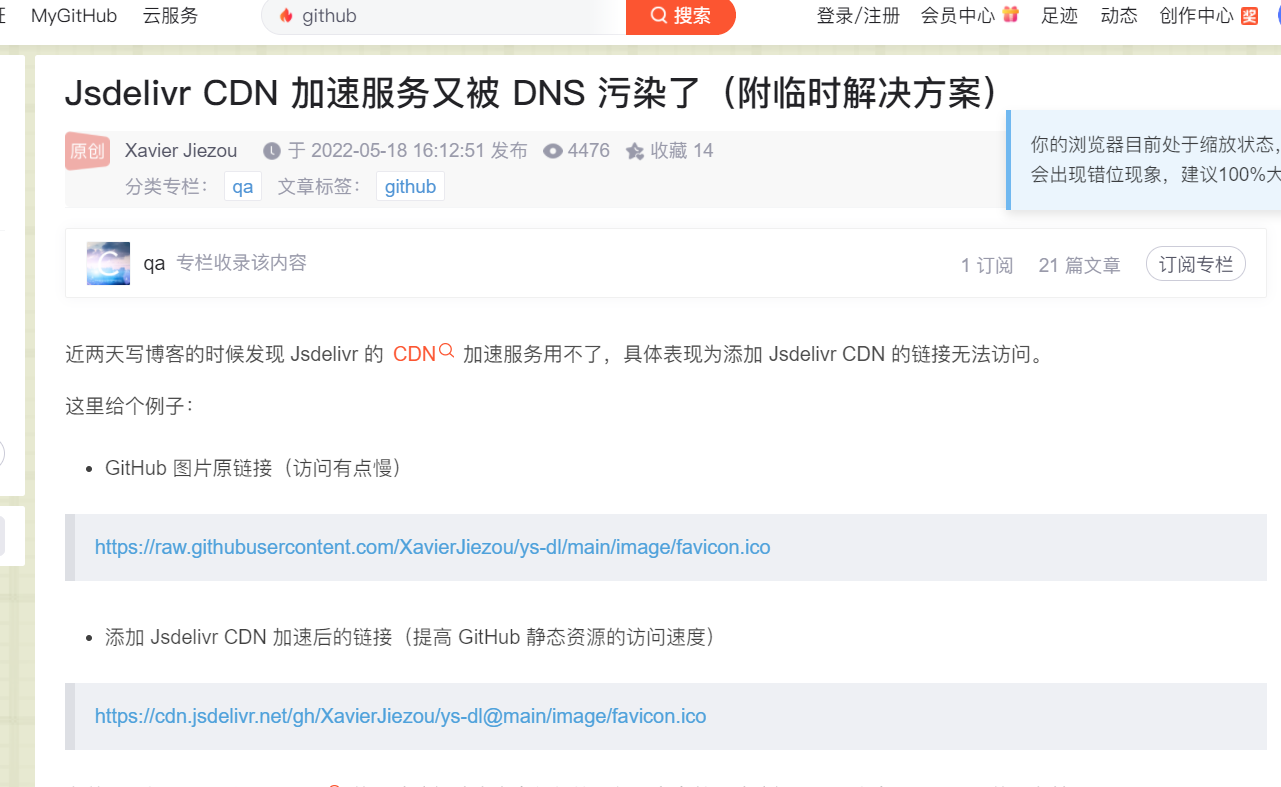 MyGitHub 云服务 github 搜索 登录/注册 会员中心 足迹 动态 创作中心 奖
Jsdelivr CDN 加速服务又被 DNS 污染了（附临时解决方案）
原创 Xavier Jiezou 于 2022-05-18 16:12:51 发布 4476 收藏 14
你的浏览器目前处于缩放状态，
会出现错位现象，建议100%大
分类专栏： qa 文章标签： github
C qa 专栏收录该内容 1 订阅 21 篇文章 订阅专栏
近两天写博客的时候发现 Jsdelivr 的 CDN 加速服务用不了，具体表现为添加 Jsdelivr CDN 的链接无法访问。
这里给个例子：
• GitHub 图片原链接（访问有点慢）
https://raw.githubusercontent.com/XavierJiezou/ys-dl/main/image/favicon.ico
• 添加 Jsdelivr CDN 加速后的链接（提高 GitHub 静态资源的访问速度）
https://cdn.jsdelivr.net/gh/XavierJiezou/ys-dl@main/image/favicon.ico